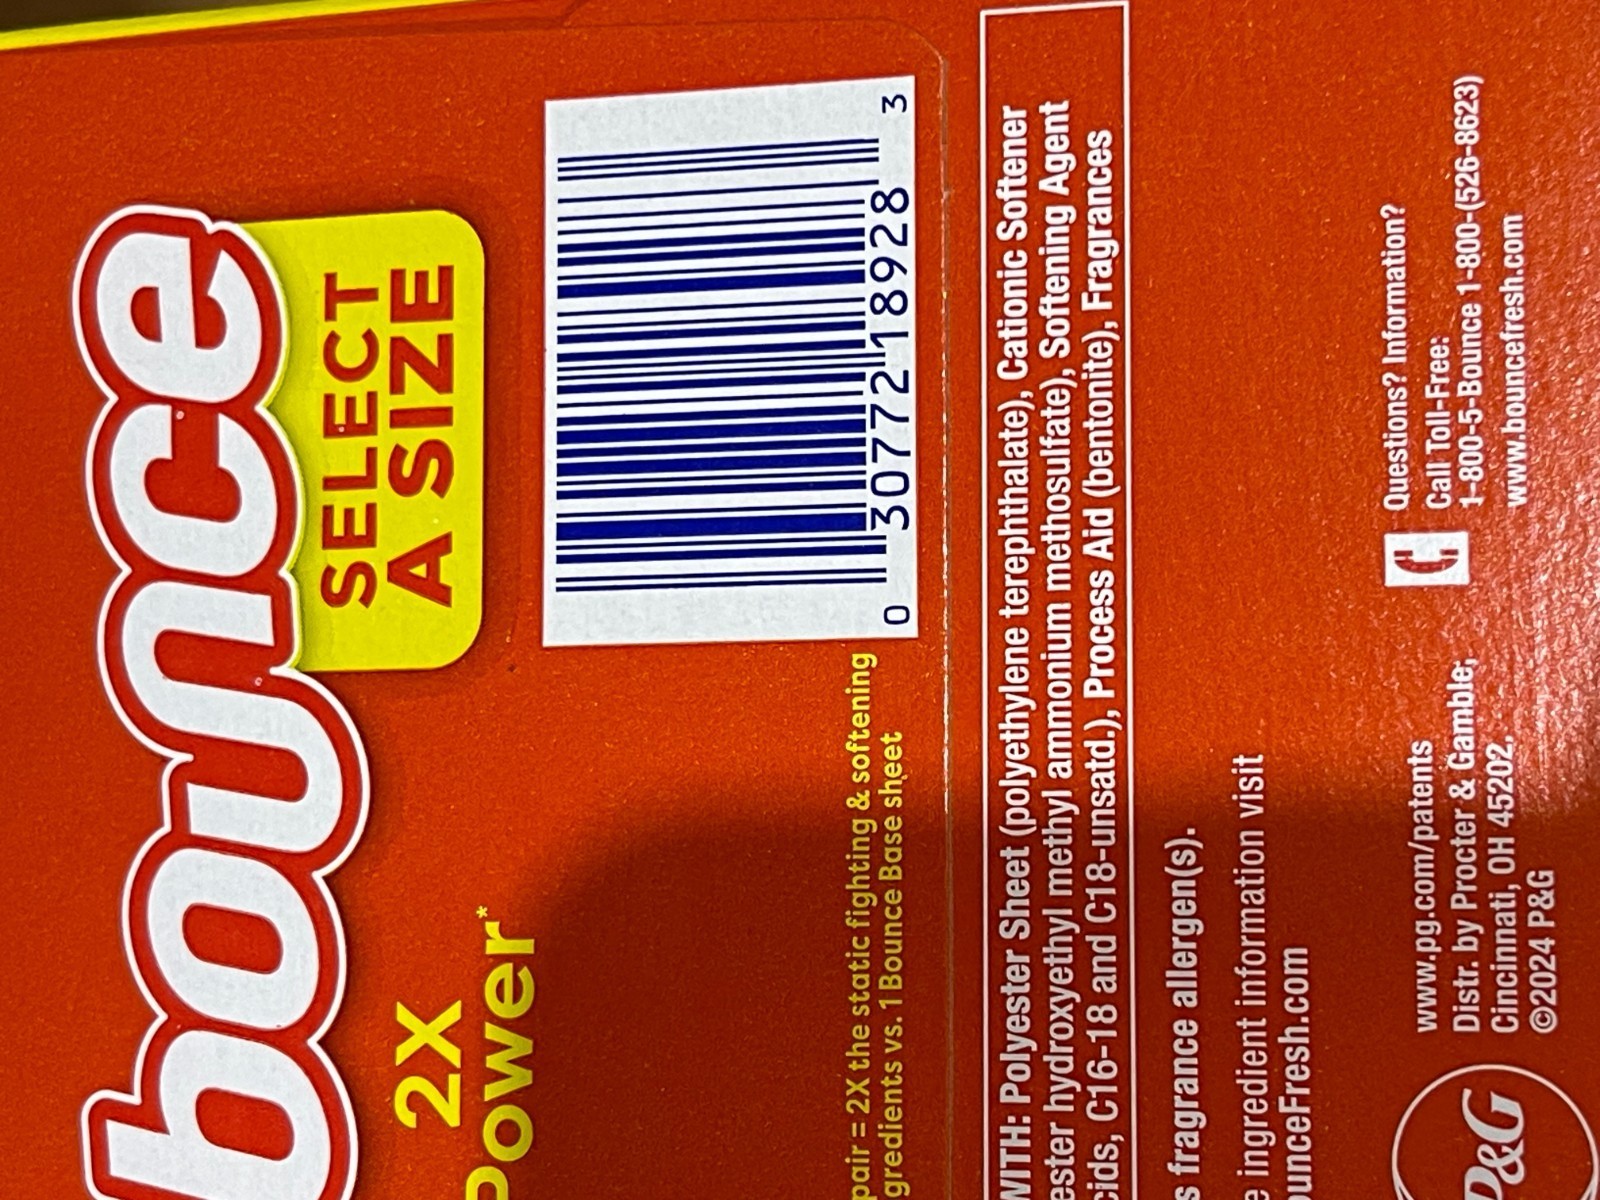 bounce
SELECT
A SIZE
2X
Power*
pair = 2X the static fighting & softening
gredients vs. 1 Bounce Base sheet
0 30772 18928 3
WITH: Polyester Sheet (polyethylene terephthalate), Cationic Softener
ester hydroxyethyl methyl ammonium methosulfate), Softening Agent
cids, C16-18 and C18-unsatd.), Process Aid (bentonite), Fragrances
s fragrance allergen(s).
e ingredient information visit
ounceFresh.com
P&G
www.pg.com/patents
Distr. by Procter & Gamble,
Cincinnati, OH 45202.
©2024 P&G
Questions? Information?
Call Toll-Free:
1-800-5-Bounce 1-800-(526-8623)
www.bouncefresh.com